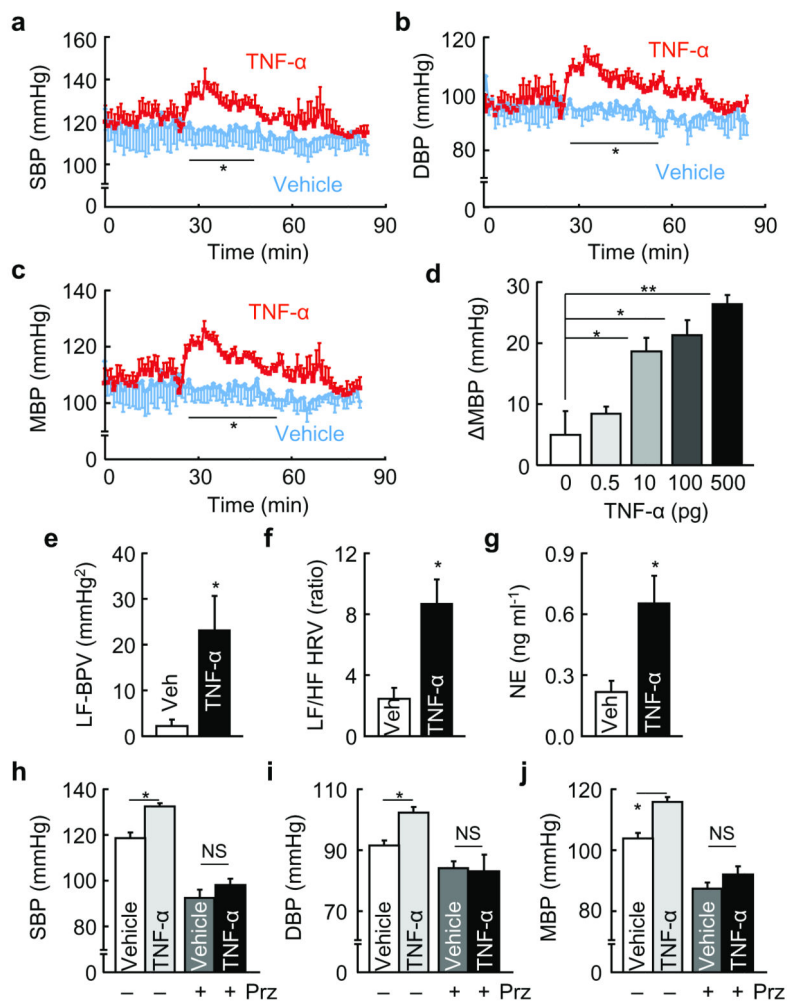 a
SBP (mmHg)
160
140
120
100
0
TNF-α
*
Vehicle
0 30 60 90
Time (min)
b
DBP (mmHg)
120
100
80
0
TNF-α
*
Vehicle
0 30 60 90
Time (min)
c
MBP (mmHg)
140
120
100
0
TNF-α
*
Vehicle
0 30 60 90
Time (min)
d
ΔMBP (mmHg)
30
20
10
0
**
*
*
0 0.5 10 100 500
TNF-α (pg)
e
LF-BPV (mmHg²)
40
30
20
10
0
Veh
TNF-α
*
f
LF/HF HRV (ratio)
12
8
4
0
Veh
TNF-α
*
g
NE (ng ml⁻¹)
0.9
0.6
0.3
0.0
Veh
TNF-α
*
h
SBP (mmHg)
140
120
100
80
0
*
NS
Vehicle
TNF-α
Vehicle
TNF-α
– – + + Prz
i
DBP (mmHg)
110
90
70
0
*
NS
Vehicle
TNF-α
Vehicle
TNF-α
– – + + Prz
j
MBP (mmHg)
120
100
80
0
*
NS
Vehicle
TNF-α
Vehicle
TNF-α
– – + + Prz